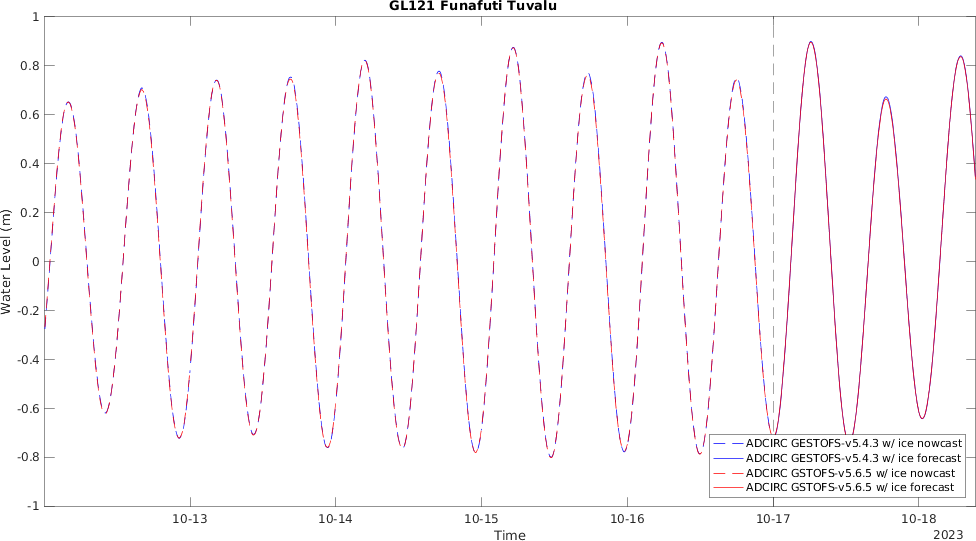 GL121 Funafuti Tuvalu
1
0.8
0.6
0.4
0.2
0
-0.2
-0.4
-0.6
-0.8
-1
Water Level (m)
10-13
10-14
10-15
10-16
10-17
10-18
Time
2023
ADCIRC GESTOFS-v5.4.3 w/ ice nowcast
ADCIRC GESTOFS-v5.4.3 w/ ice forecast
ADCIRC GSTOFS-v5.6.5 w/ ice nowcast
ADCIRC GSTOFS-v5.6.5 w/ ice forecast